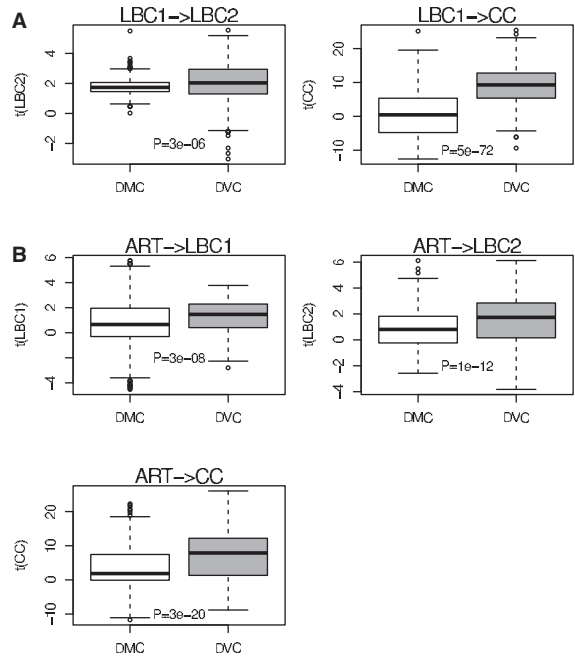 A
LBC1->LBC2
LBC1->CC
t(LBC2)
4
2
0
−2
P=3e−06
DMC
DVC
t(CC)
20
10
0
−10
P=5e−72
DMC
DVC
B
ART->LBC1
ART->LBC2
t(LBC1)
6
4
2
0
−4
P=3e−08
DMC
DVC
t(LBC2)
6
4
2
0
−2
−4
P=1e−12
DMC
DVC
ART->CC
t(CC)
20
10
0
−10
P=3e−20
DMC
DVC